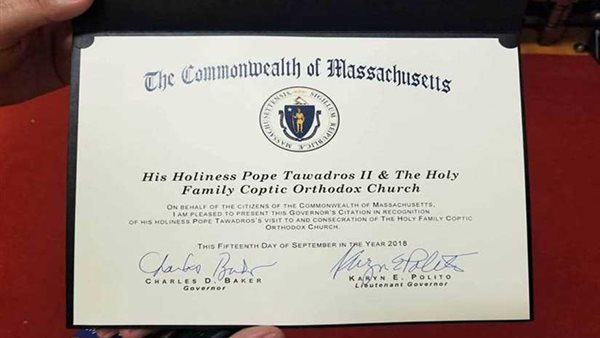 The Commonwealth of Massachusetts
His Holiness Pope Tawadros II & The Holy
Family Coptic Orthodox Church
On behalf of the citizens of the Commonwealth of Massachusetts,
I am pleased to present this Governor's Citation in recognition
of his holiness Pope Tawadros's visit to and consecration of The Holy Family Coptic
Orthodox Church.
This Fifteenth Day of September in the Year 2018
Charles D. Baker
Governor
Karyn E. Polito
Lieutenant Governor